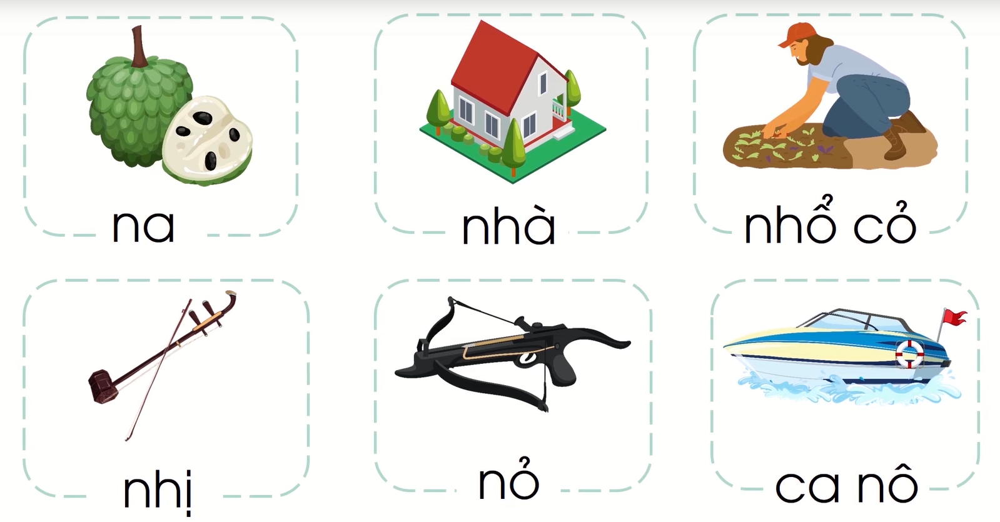 na
nhà
nhổ cỏ
nhị
nỏ
ca nô